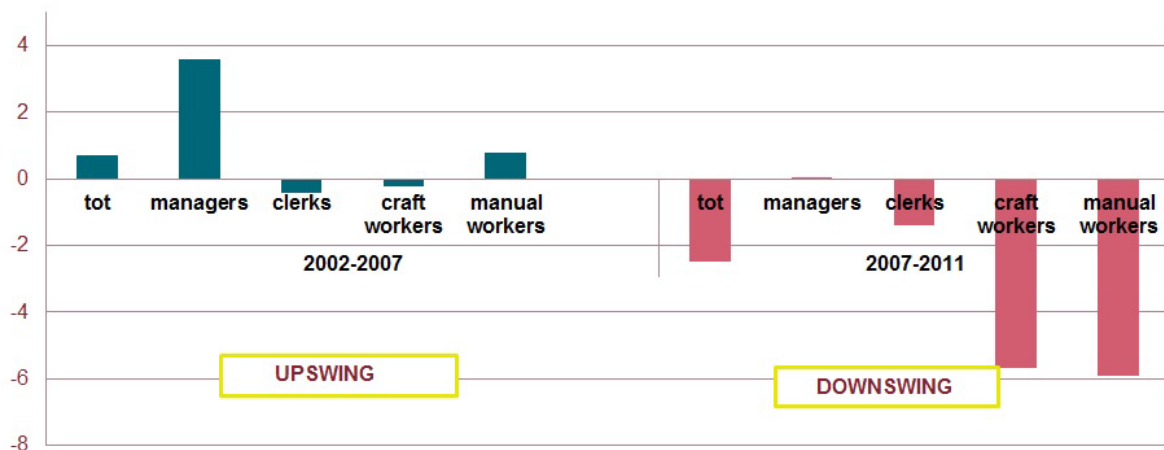 4
2
0
-2
-4
-6
-8
tot
managers
clerks
craft
workers
manual
workers
2002-2007
tot
managers
clerks
craft
workers
manual
workers
2007-2011
UPSWING
DOWNSWING